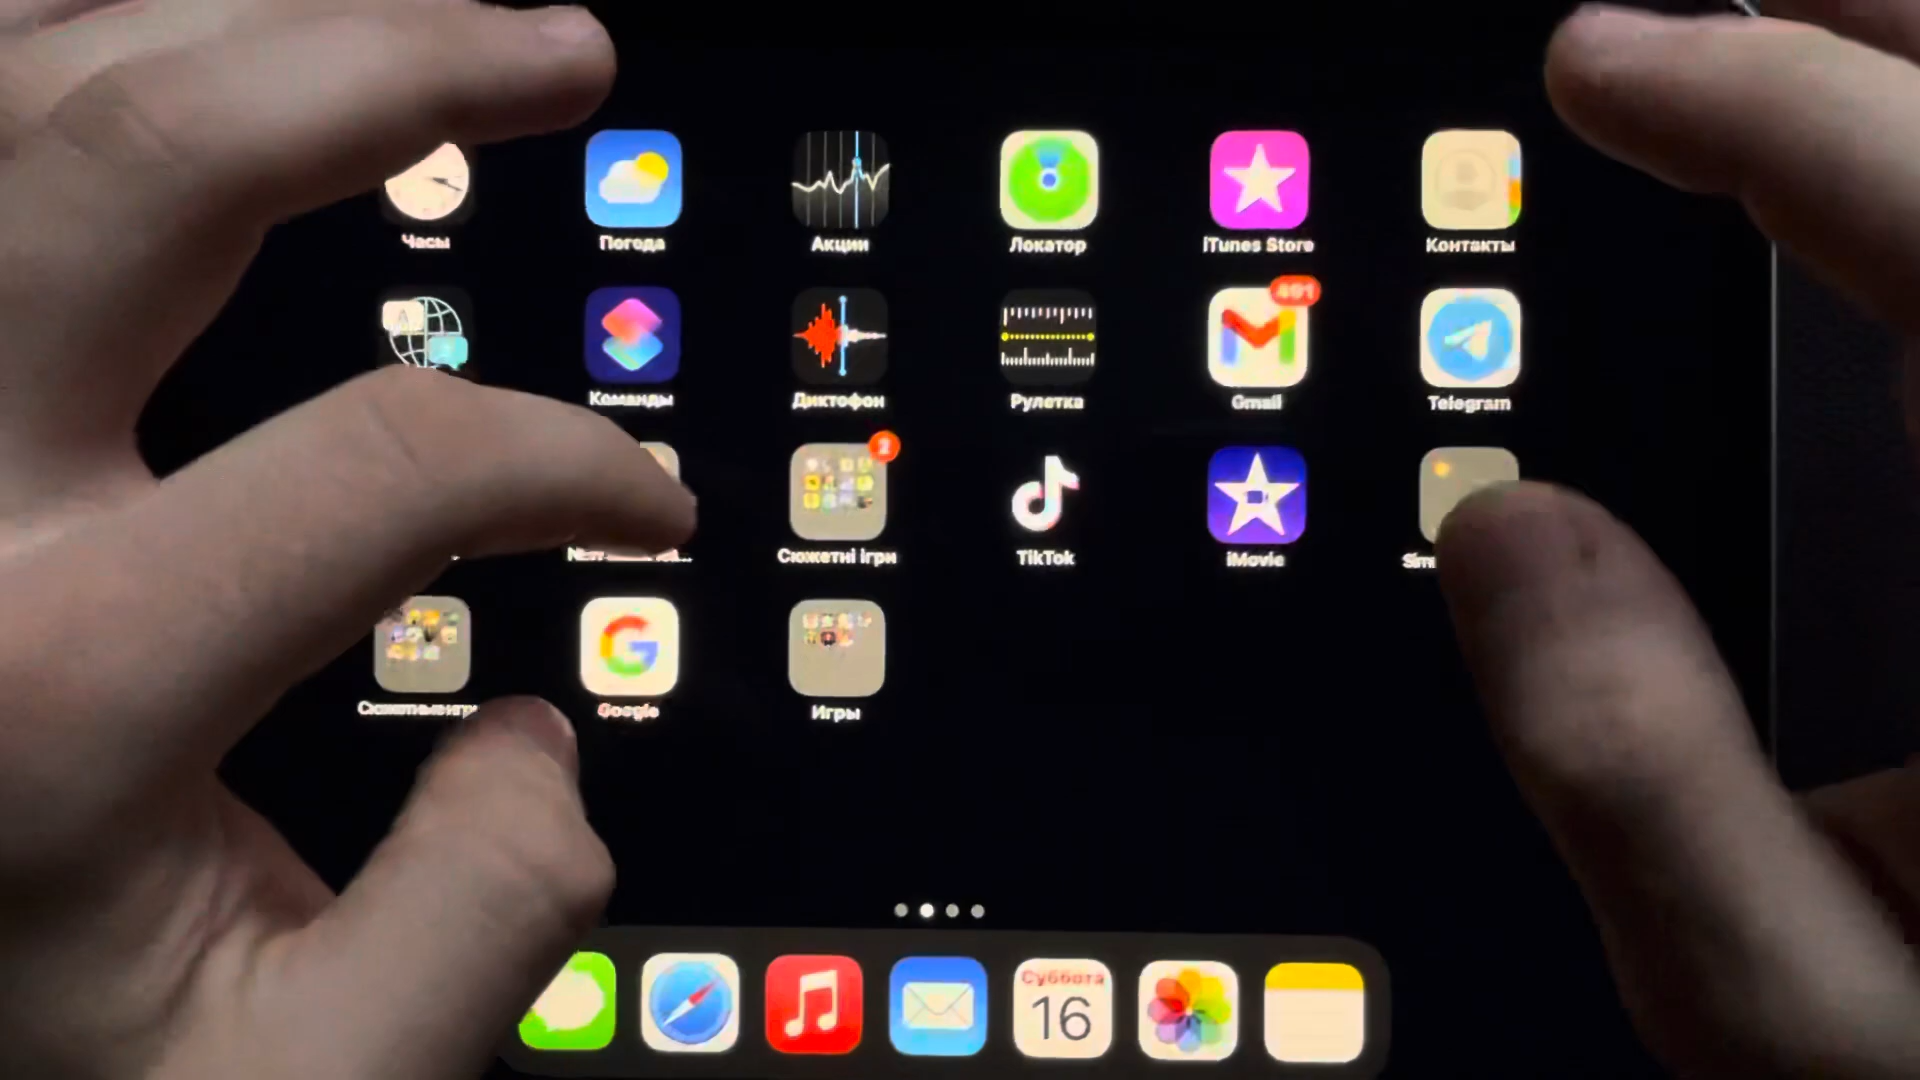 Часы
Погода
Акции
Локатор
iTunes Store
Контакты
Команды
Диктофон
Рулетка
491
Gmail
Telegram
2
Сюжетні ігри
TikTok
iMovie
Google
Игры
Суббота
16